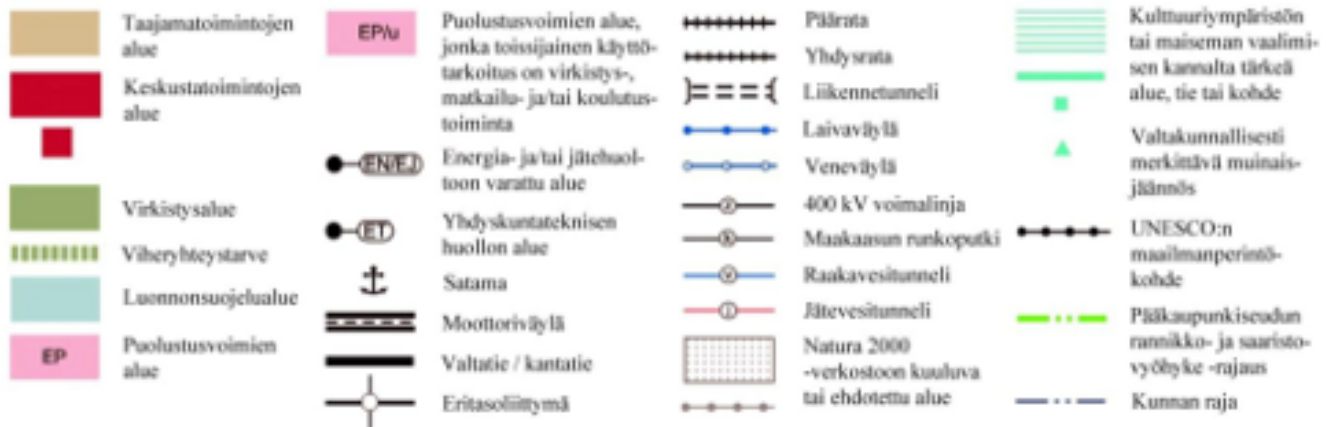 Taajamatoimintojen
alue
Keskustatoimintojen
alue
Virkistysalue
Viheryhteystarve
Luonnonsuojelualue
EP
Puolustusvoimien
alue
EP/u
Puolustusvoimien alue,
jonka toissijainen käyttö-
tarkoitus on virkistys-,
matkailu- ja/tai koulutus-
toiminta
EN/EJ
Energia- ja/tai jätehuol-
toon varattu alue
ET
Yhdyskuntateknisen
huollon alue
Satama
Moottoriväylä
Valtatie / kantatie
Eritasoliittymä
Päärata
Yhdysrata
Liikennetunneli
Laivaväylä
Veneväylä
400 kV voimalinja
Maakaasun runkoputki
Raakavesitunneli
Jätevesitunneli
Natura 2000
-verkostoon kuuluva
tai ehdotettu alue
Kulttuuriympäristön
tai maiseman vaalimi-
sen kannalta tärkeä
alue, tie tai kohde
Valtakunnallisesti
merkittävä muinais-
jäännös
UNESCO:n
maailmanperintö-
kohde
Pääkaupunkiseudun
rannikko- ja saaristo-
vyöhyke -rajaus
Kunnan raja